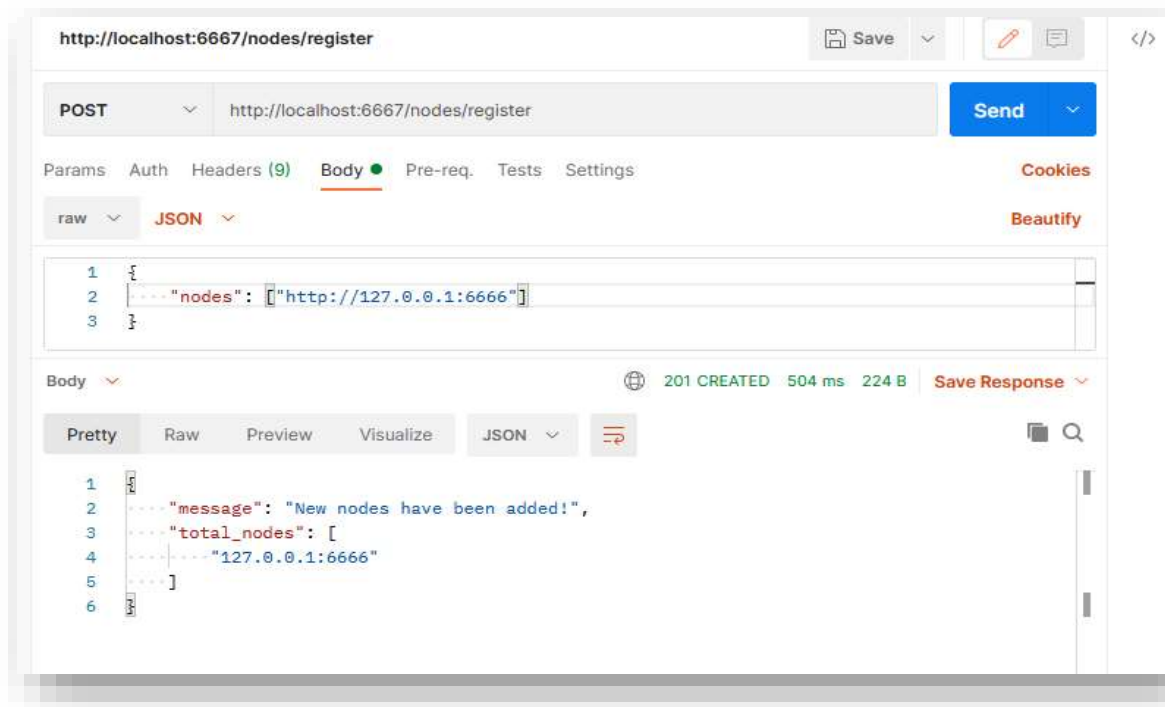 http://localhost:6667/nodes/register Save </>
POST http://localhost:6667/nodes/register Send
Params Auth Headers (9) Body Pre-req. Tests Settings Cookies
raw JSON Beautify
1 {
2 "nodes": ["http://127.0.0.1:6666"]
3 }
Body 201 CREATED 504 ms 224 B Save Response
Pretty Raw Preview Visualize JSON
1 {
2 "message": "New nodes have been added!",
3 "total_nodes": [
4 "127.0.0.1:6666"
5 ]
6 }